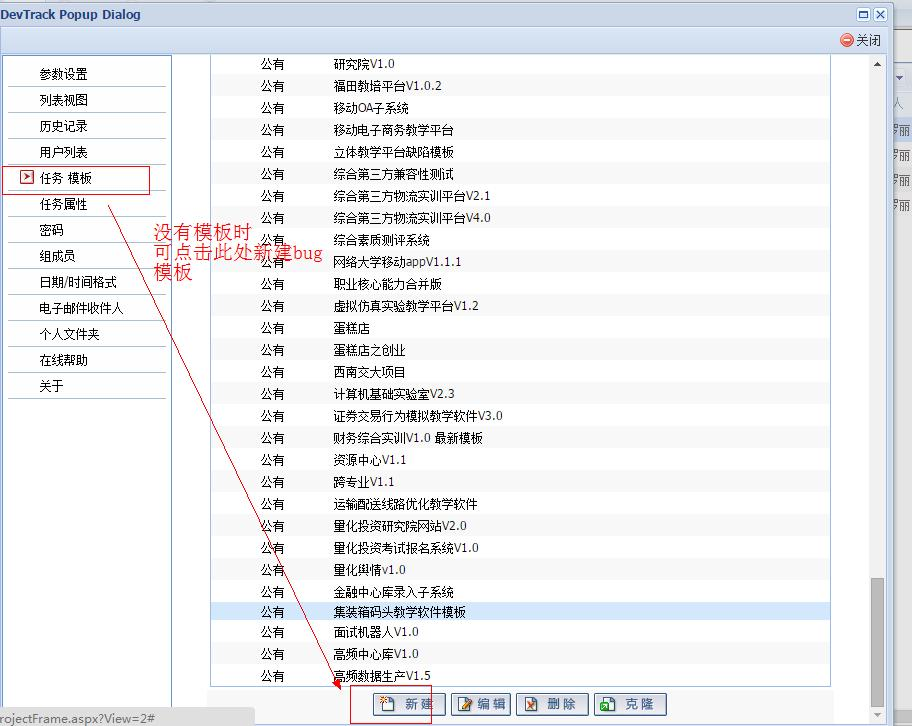 DevTrack Popup Dialog
关闭
参数设置
列表视图
历史记录
用户列表
任务 模板
任务属性
密码
组成员
日期/时间格式
电子邮件收件人
个人文件夹
在线帮助
关于
没有模板时
可点击此处新建bug
模板
公有 研究院V1.0
公有 福田教培平台V1.0.2
公有 移动OA子系统
公有 移动电子商务教学平台
公有 立体教学平台缺陷模板
公有 综合第三方兼容性测试
公有 综合第三方物流实训平台V2.1
公有 综合第三方物流实训平台V4.0
公有 综合素质测评系统
公有 网络大学移动appV1.1.1
公有 职业核心能力合并版
公有 虚拟仿真实验教学平台V1.2
公有 蛋糕店
公有 蛋糕店之创业
公有 西南交大项目
公有 计算机基础实验室V2.3
公有 证券交易行为模拟教学软件V3.0
公有 财务综合实训V1.0 最新模板
公有 资源中心V1.1
公有 跨专业V1.1
公有 运输配送线路优化教学软件
公有 量化投资研究院网站V2.0
公有 量化投资考试报名系统V1.0
公有 量化舆情v1.0
公有 金融中心库录入子系统
公有 集装箱码头教学软件模板
公有 面试机器人V1.0
公有 高频中心库V1.0
公有 高频数据生产V1.5
新建 编辑 删除 克隆
rojectFrame.aspx?View=2#
人
罗丽
罗丽
罗丽
罗丽